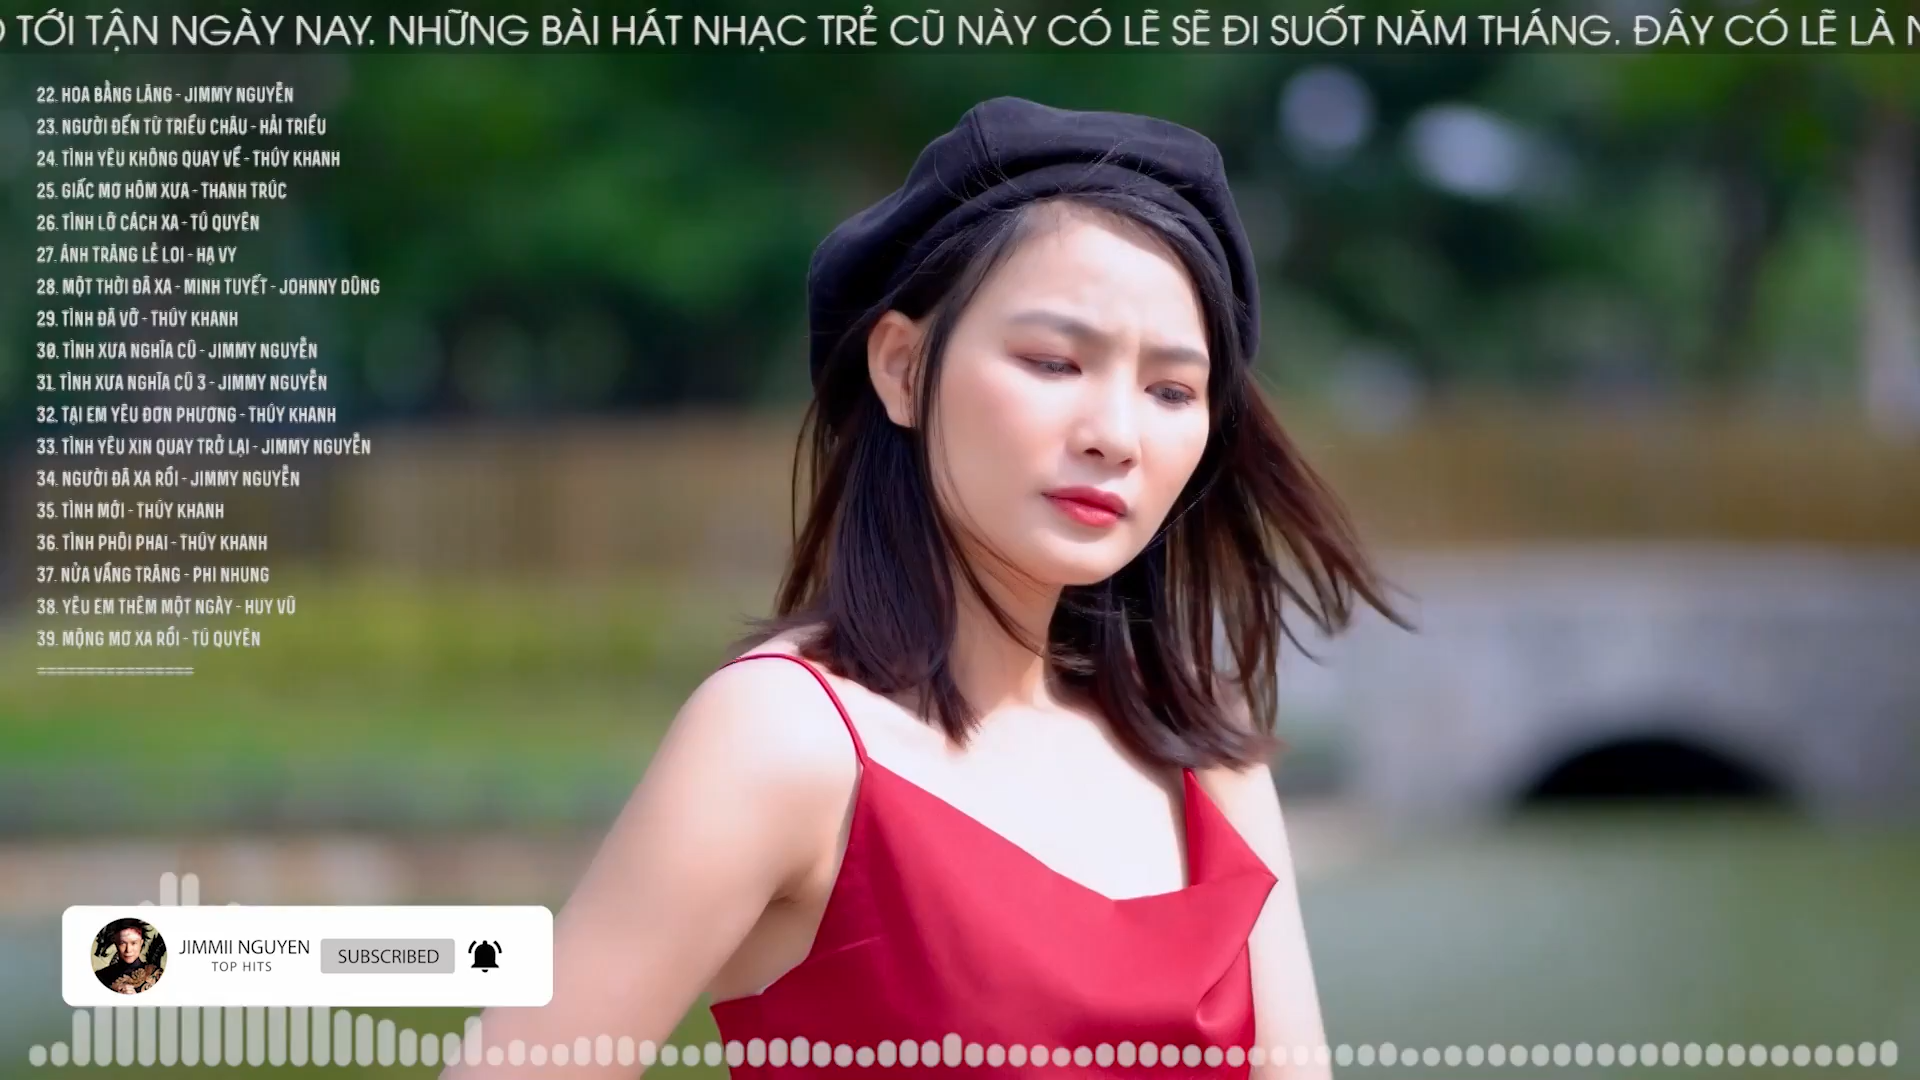 TỚI TẬN NGÀY NAY. NHỮNG BÀI HÁT NHẠC TRẺ CŨ NÀY CÓ LẼ SẼ ĐI SUỐT NĂM THÁNG. ĐÂY CÓ LẼ LÀ
22. HOA BẰNG LĂNG - JIMMY NGUYỄN
23. NGƯỜI ĐẾN TỪ TRIỀU CHÂU - HẢI TRIỀU
24. TÌNH YÊU KHÔNG QUAY VỀ - THÚY KHANH
25. GIẤC MƠ HÔM XƯA - THANH TRÚC
26. TÌNH LỠ CÁCH XA - TÚ QUYÊN
27. ÁNH TRĂNG LẺ LOI - HẠ VY
28. MỘT THỜI ĐÃ XA - MINH TUYẾT - JOHNNY DŨNG
29. TÌNH ĐÃ VỠ - THÚY KHANH
30. TÌNH XƯA NGHĨA CŨ - JIMMY NGUYỄN
31. TÌNH XƯA NGHĨA CŨ 3 - JIMMY NGUYỄN
32. TẠI EM YÊU ĐƠN PHƯƠNG - THÚY KHANH
33. TÌNH YÊU XIN QUAY TRỞ LẠI - JIMMY NGUYỄN
34. NGƯỜI ĐÃ XA RỒI - JIMMY NGUYỄN
35. TÌNH MỚI - THÚY KHANH
36. TÌNH PHÔI PHAI - THÚY KHANH
37. NỬA VẦNG TRĂNG - PHI NHUNG
38. YÊU EM THÊM MỘT NGÀY - HUY VŨ
39. MỘNG MƠ XA RỒI - TÚ QUYÊN
================
JIMMII NGUYEN
TOP HITS
SUBSCRIBED